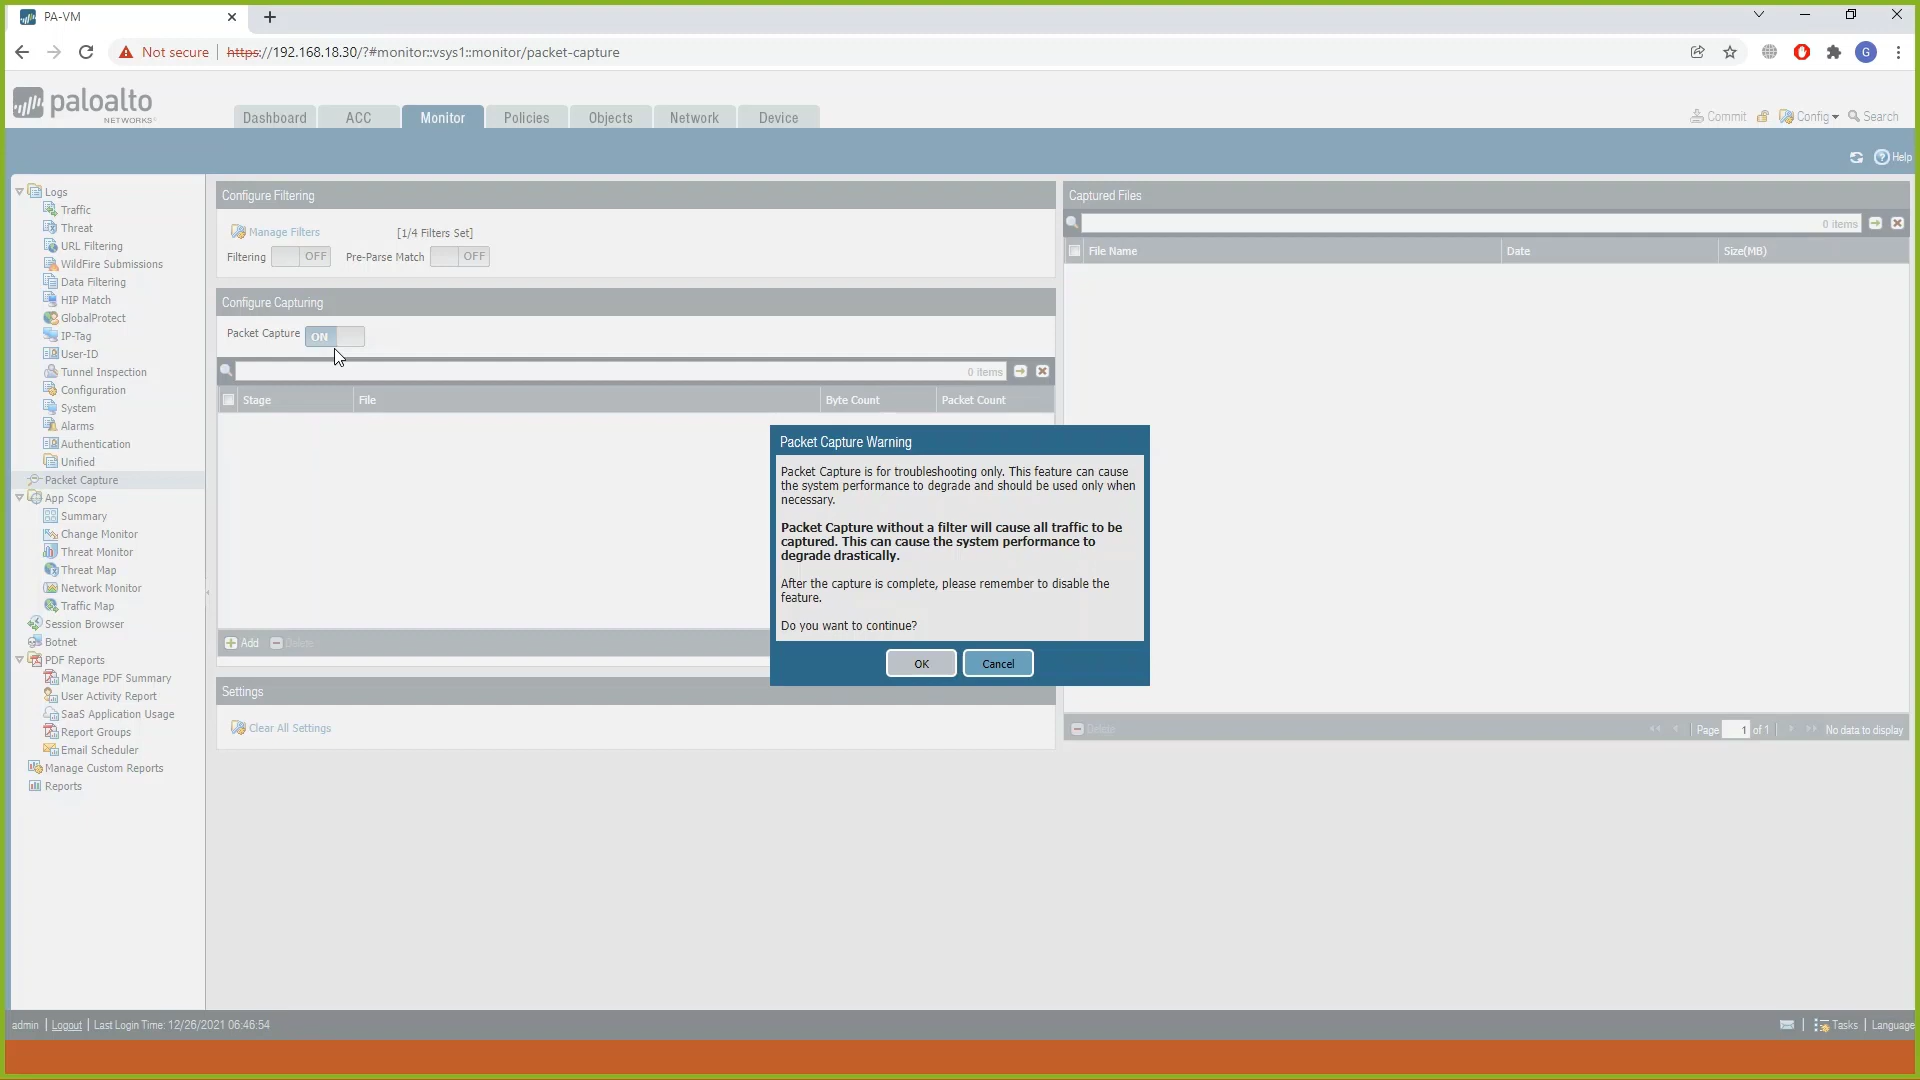 PA-VM
Not secure | https://192.168.18.30/?#monitor::vsys1::monitor/packet-capture
G
paloalto
NETWORKS
Dashboard ACC Monitor Policies Objects Network Device
Commit Config Search
Help
Logs
Traffic
Threat
URL Filtering
WildFire Submissions
Data Filtering
HIP Match
GlobalProtect
IP-Tag
User-ID
Tunnel Inspection
Configuration
System
Alarms
Authentication
Unified
Packet Capture
App Scope
Summary
Change Monitor
Threat Monitor
Threat Map
Network Monitor
Traffic Map
Session Browser
Botnet
PDF Reports
Manage PDF Summary
User Activity Report
SaaS Application Usage
Report Groups
Email Scheduler
Manage Custom Reports
Reports
Configure Filtering
Manage Filters [1/4 Filters Set]
Filtering OFF Pre-Parse Match OFF
Configure Capturing
Packet Capture ON
0 items
Stage File Byte Count Packet Count
Add Delete
Settings
Clear All Settings
Captured Files
0 items
File Name Date Size(MB)
Delete Page 1 of 1 No data to display
Packet Capture Warning
Packet Capture is for troubleshooting only. This feature can cause
the system performance to degrade and should be used only when
necessary.
Packet Capture without a filter will cause all traffic to be
captured. This can cause the system performance to
degrade drastically.
After the capture is complete, please remember to disable the
feature.
Do you want to continue?
OK Cancel
admin | Logout | Last Login Time: 12/26/2021 06:46:54
Tasks | Language